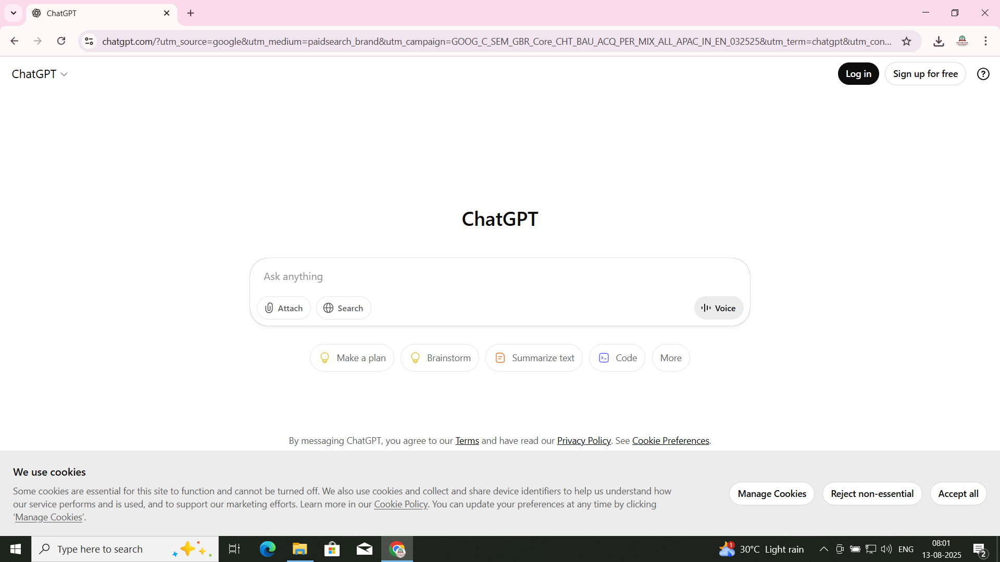 ChatGPT
chatgpt.com/?utm_source=google&utm_medium=paidsearch_brand&utm_campaign=GOOG_C_SEM_GBR_Core_CHT_BAU_ACQ_PER_MIX_ALL_APAC_IN_EN_032525&utm_term=chatgpt&utm_con...
ChatGPT
Log in
Sign up for free
ChatGPT
Ask anything
Attach
Search
Voice
Make a plan
Brainstorm
Summarize text
Code
More
By messaging ChatGPT, you agree to our Terms and have read our Privacy Policy. See Cookie Preferences.
We use cookies
Some cookies are essential for this site to function and cannot be turned off. We also use cookies and collect and share device identifiers to help us understand how
our service performs and is used, and to support our marketing efforts. Learn more in our Cookie Policy. You can update your preferences at any time by clicking
‘Manage Cookies’.
Manage Cookies
Reject non-essential
Accept all
Type here to search
1
30°C Light rain
ENG
08:01
13-08-2025
2